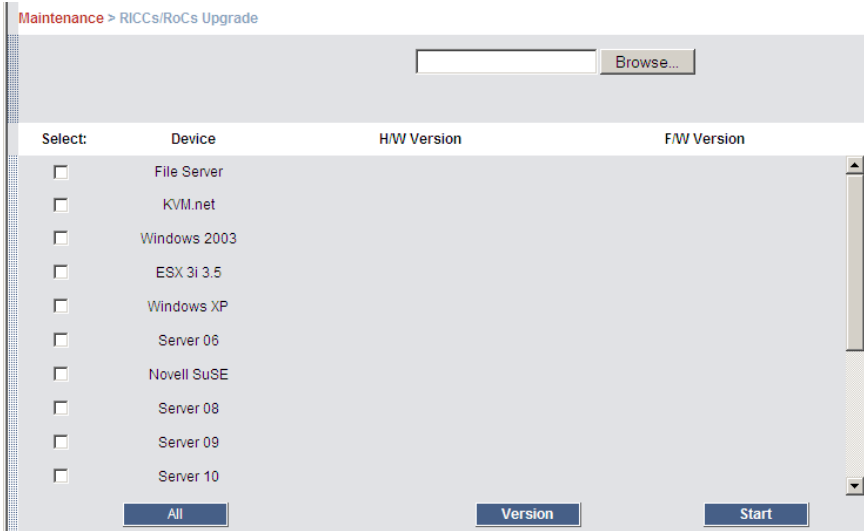 Maintenance > RICCs/RoCs Upgrade
Browse...
Select: Device H/W Version F/W Version
File Server
KVM.net
Windows 2003
ESX 3i 3.5
Windows XP
Server 06
Novell SuSE
Server 08
Server 09
Server 10
All Version Start